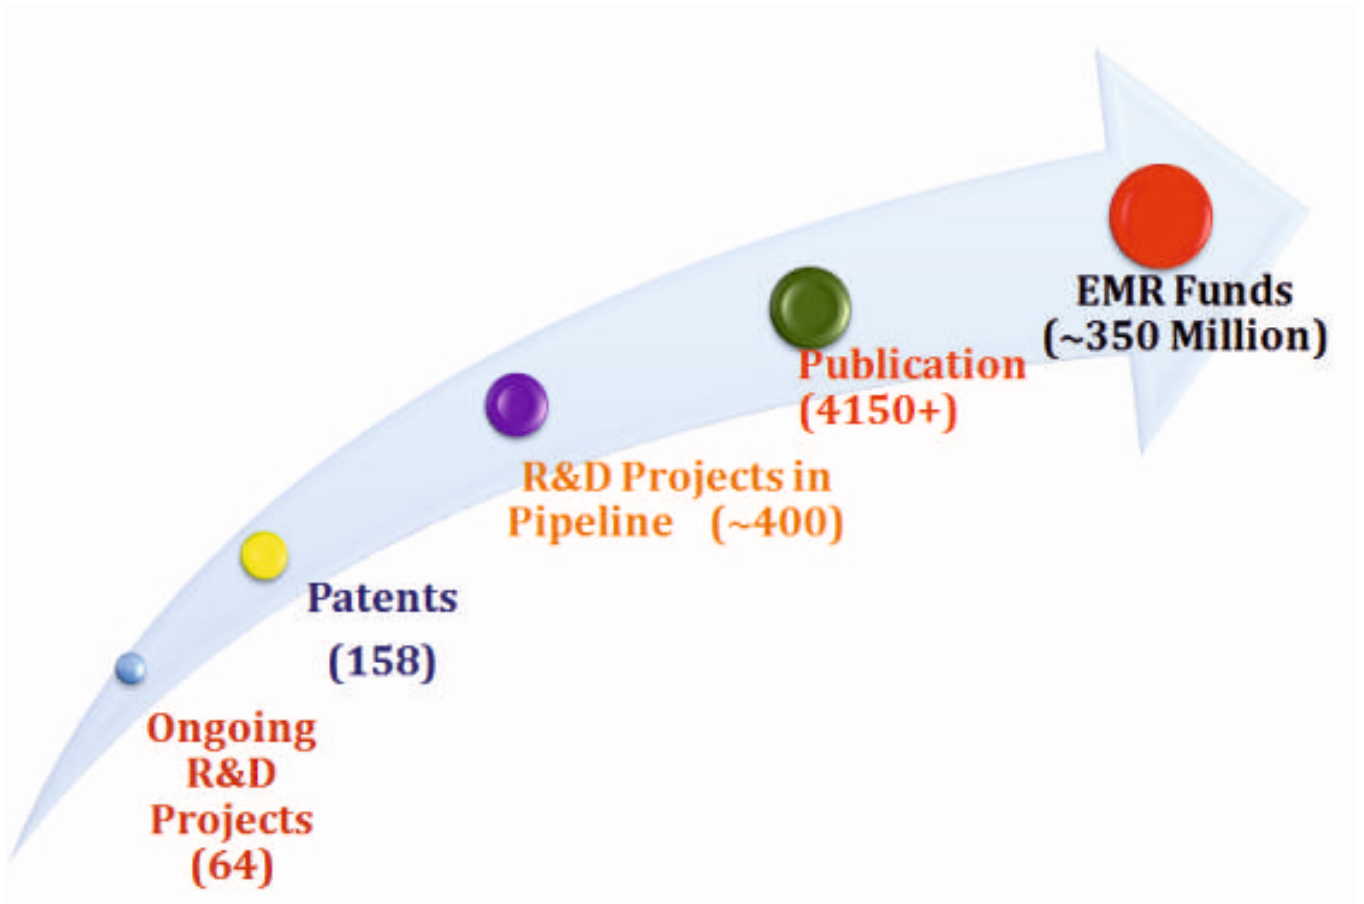 EMR Funds
(~350 Million)
Publication
(4150+)
R&D Projects in
Pipeline (~400)
Patents
(158)
Ongoing
R&D
Projects
(64)